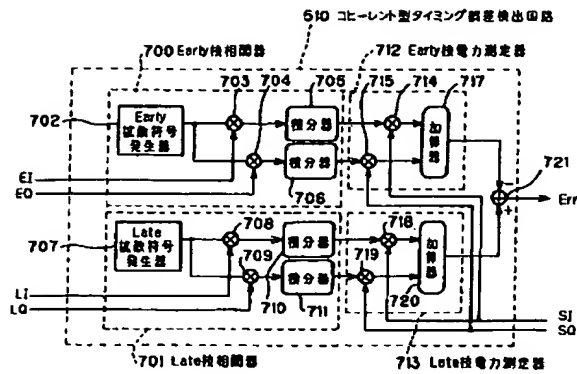 610 コヒーレント型タイミング誤差検出回路
700 Early検相関器
712 Early検電力測定器
703
704
705
715
714
717
702
Early
拡散符号
発生器
積分器
加算器
積分器
706
721
EI
EQ
−
+
Err
707
Late
拡散符号
発生器
708
709
積分器
積分器
710
711
718
719
加算器
720
LI
LQ
SI
SQ
701 Late検相関器
713 Late検電力測定器